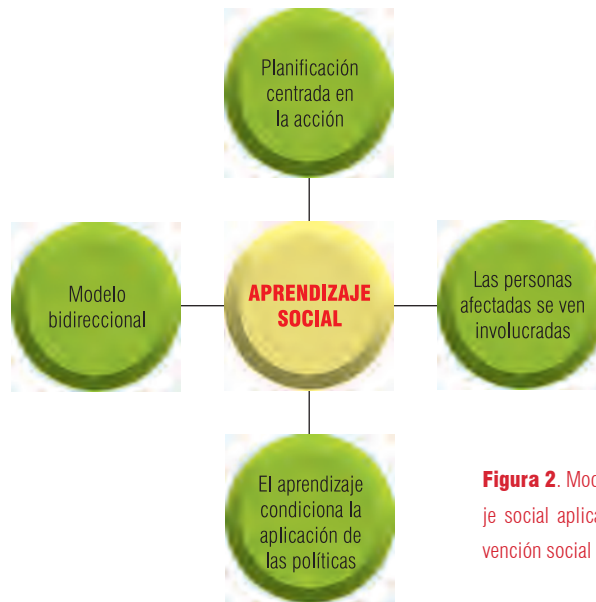 Planificación
centrada en
la acción
Modelo
bidireccional
APRENDIZAJE
SOCIAL
Las personas
afectadas se ven
involucradas
El aprendizaje
condiciona la
aplicación de
las políticas
Figura 2. Mod
je social aplica
vención social